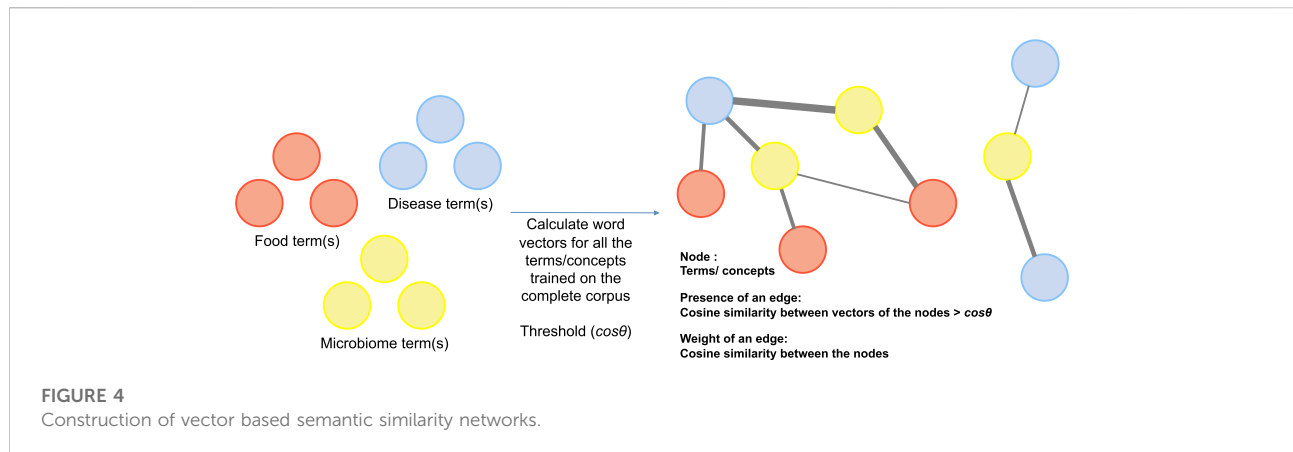 Disease term(s)
Food term(s)
Microbiome term(s)
Calculate word
vectors for all the
terms/concepts
trained on the
complete corpus
Threshold (cosθ)
Node :
Terms/ concepts
Presence of an edge:
Cosine similarity between vectors of the nodes > cosθ
Weight of an edge:
Cosine similarity between the nodes
FIGURE 4
Construction of vector based semantic similarity networks.